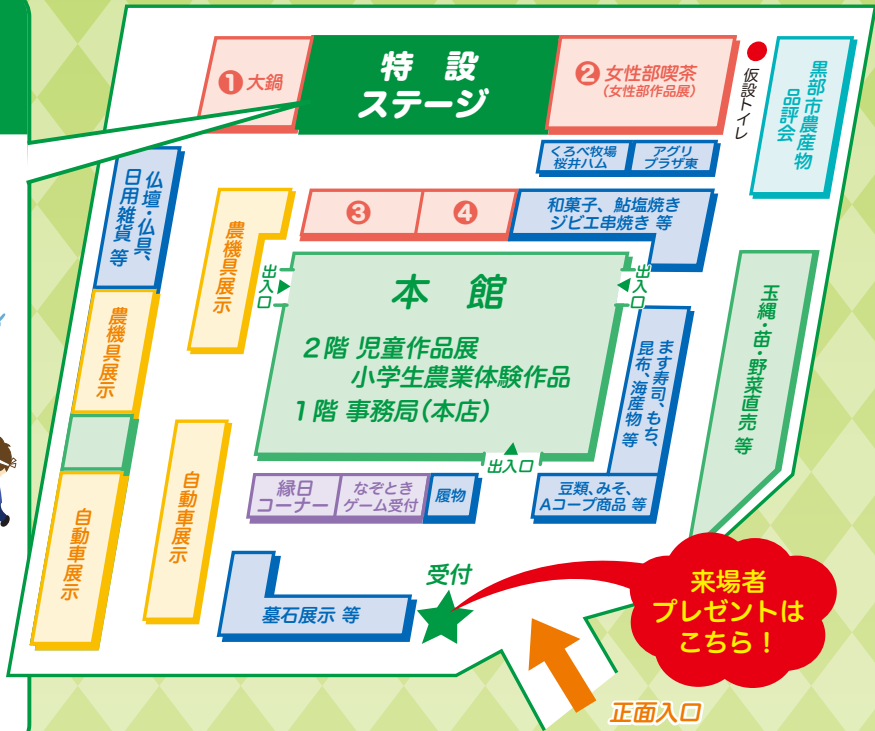 ❶大鍋
特 設
ステージ
❷女性部喫茶
(女性部作品展)
仮設トイレ
黒部市農産物
品評会
くろべ牧場
桜井ハム
アグリ
プラザ東
仏壇・仏具、
日用雑貨 等
農機具展示
❸
❹
和菓子、鮎塩焼き
ジビエ串焼き 等
出入口
本 館
出入口
2階 児童作品展
小学生農業体験作品
1階 事務局(本店)
出入口
農機具展示
ます寿司、もち、
昆布、海産物 等
玉縄・苗・野菜直売 等
自動車展示
自動車展示
縁日
コーナー
なぞとき
ゲーム受付
履物
豆類、みそ、
Aコープ商品 等
墓石展示 等
受付
来場者
プレゼントは
こちら!
正面入口